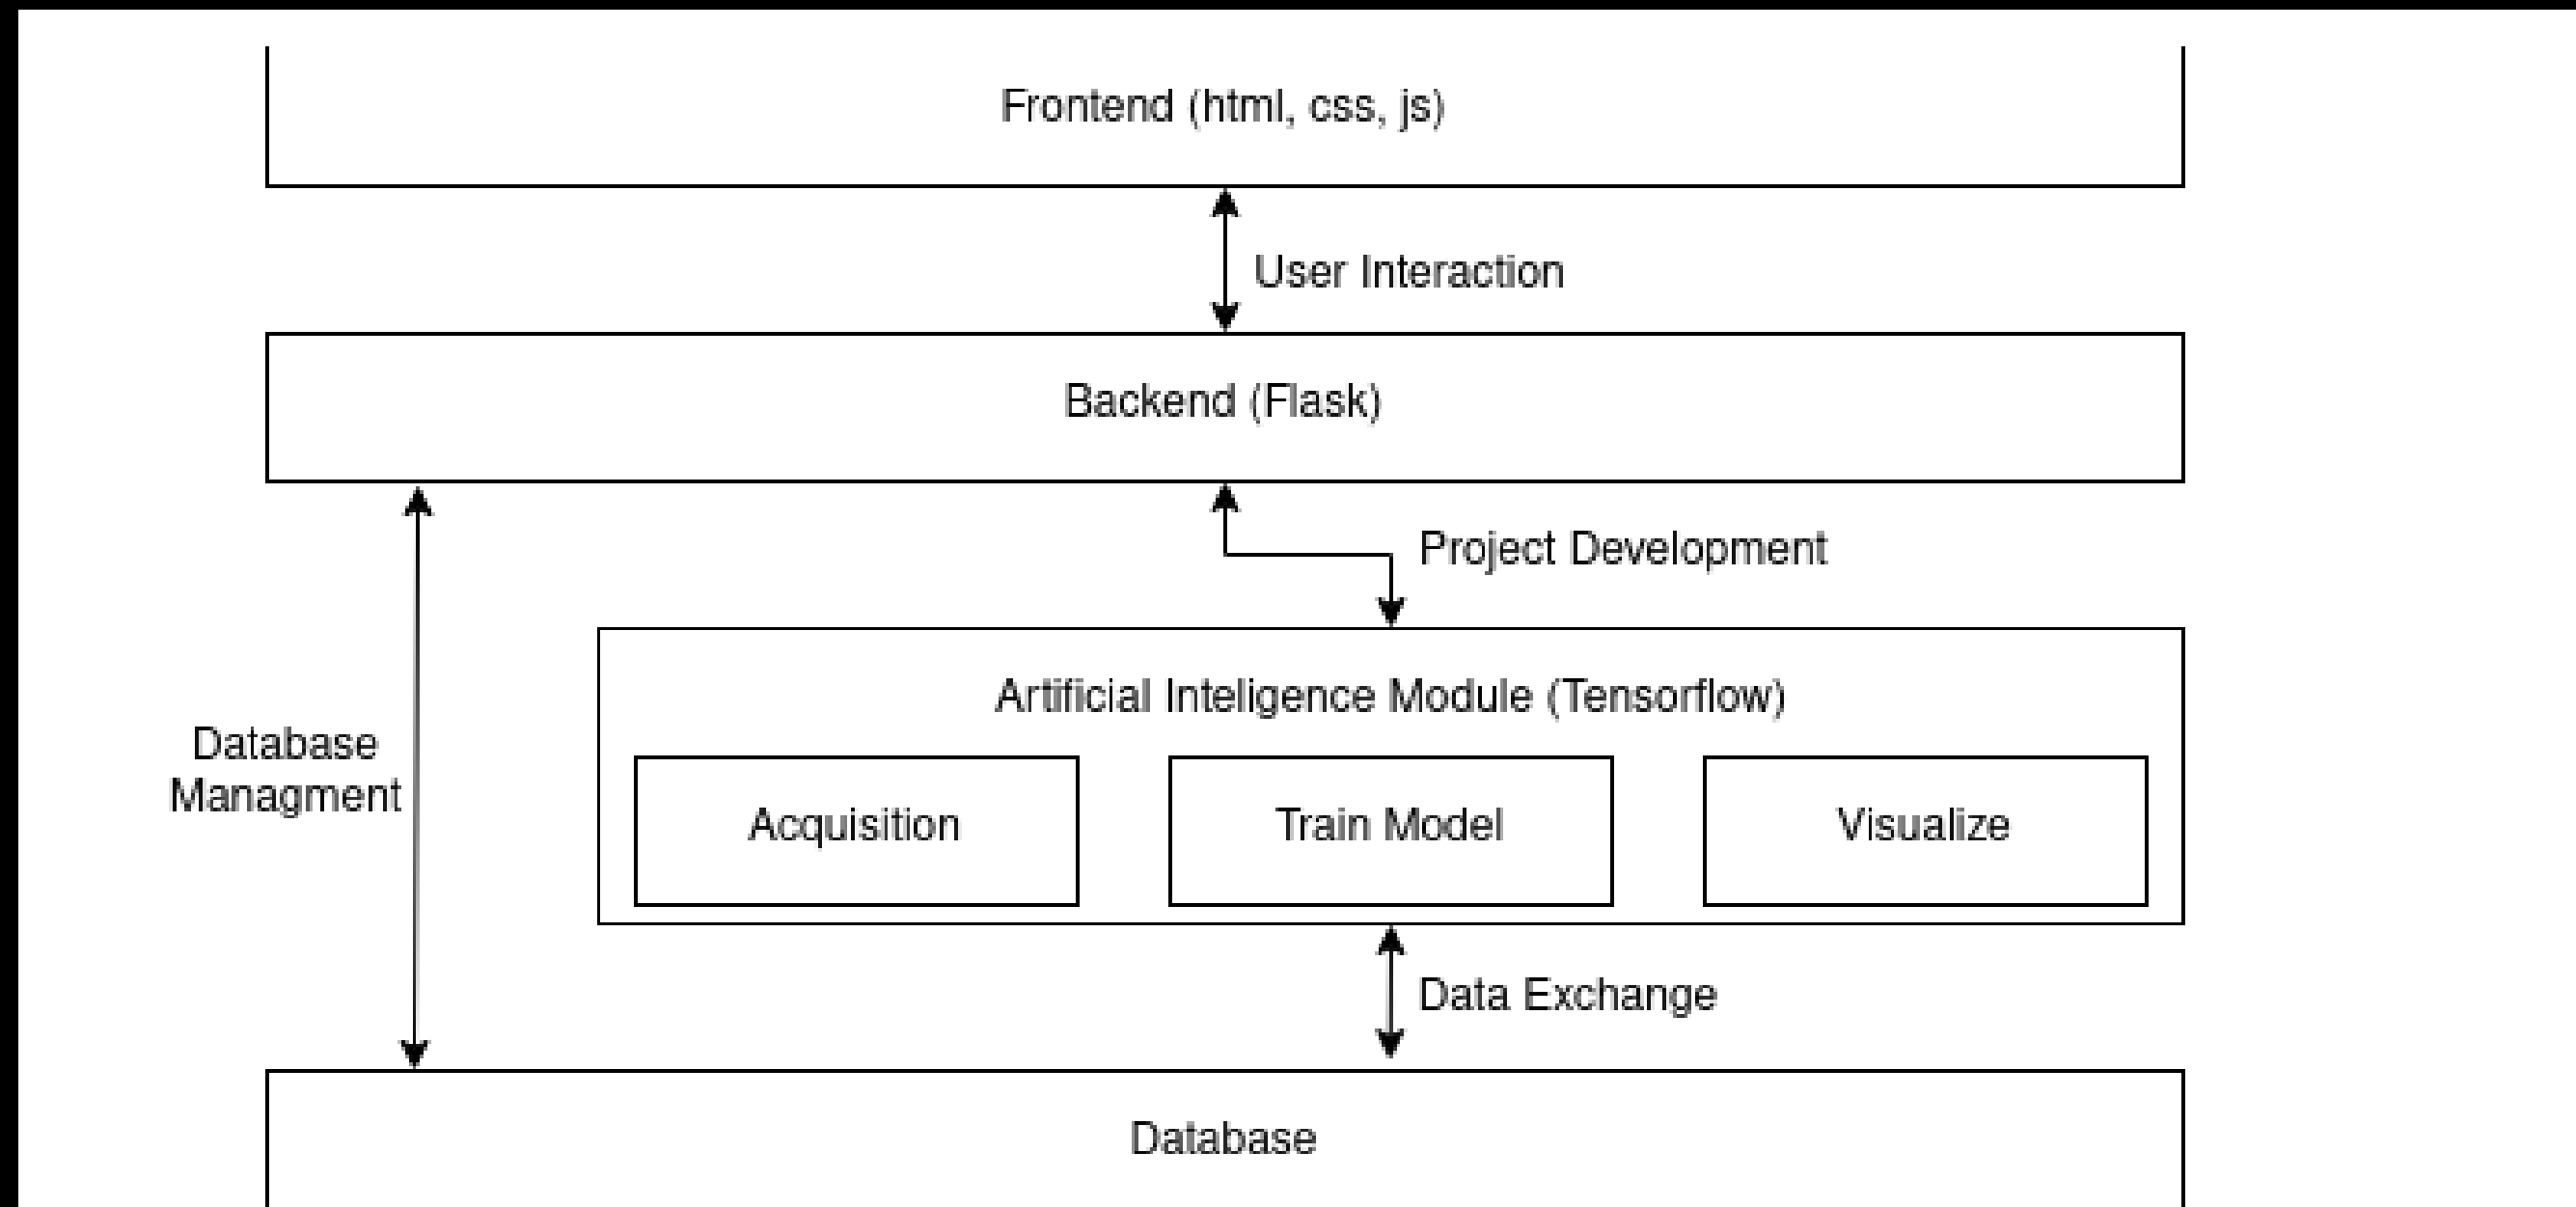 Frontend (html, css, js)
User Interaction
Backend (Flask)
Project Development
Artificial Inteligence Module (Tensorflow)
Database
Managment
Acquisition
Train Model
Visualize
Data Exchange
Database